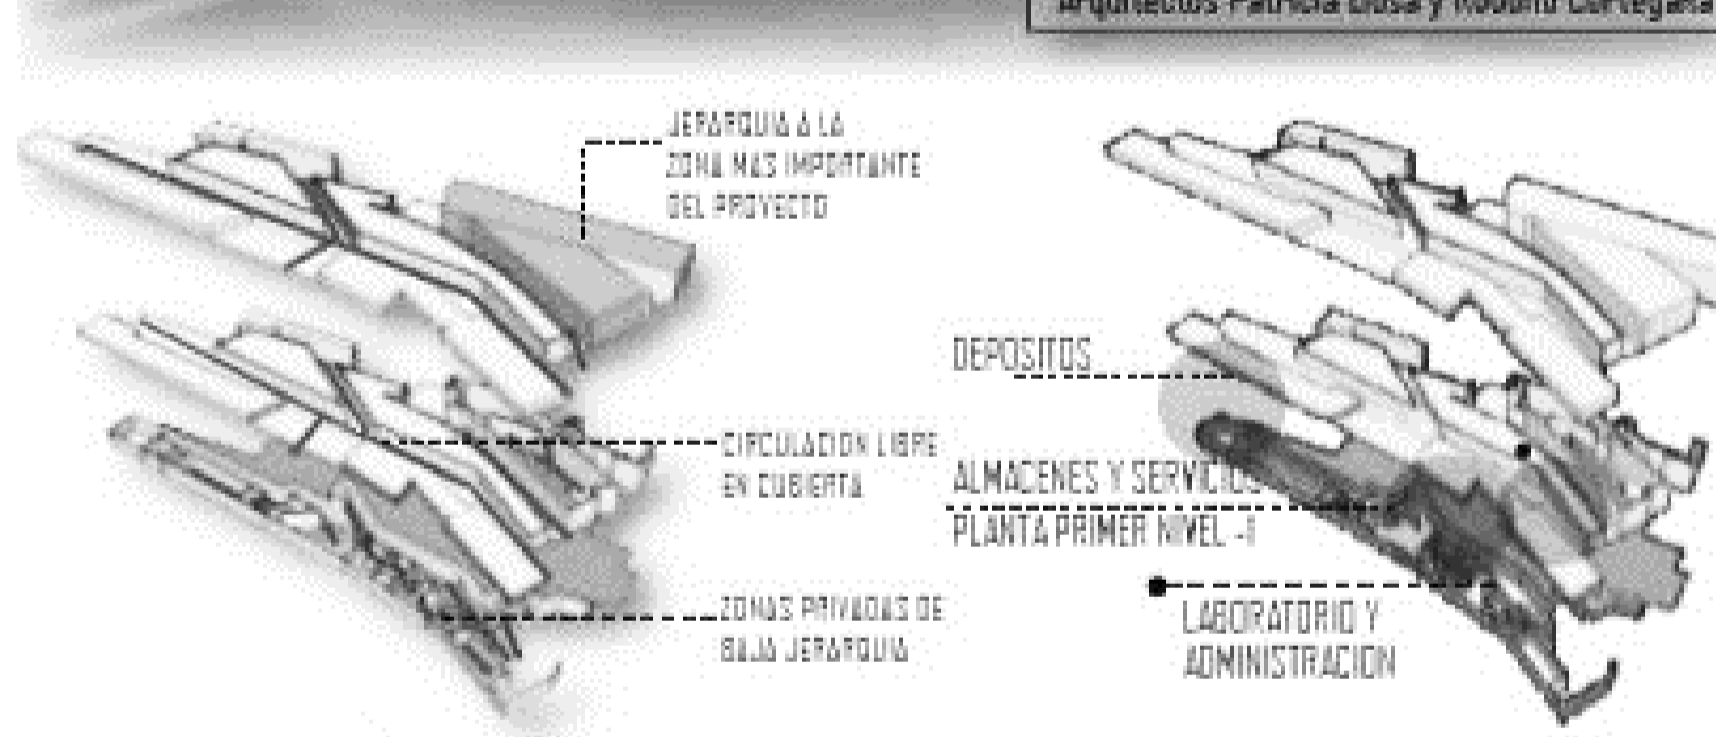 Arquitectos Patricia Llosa y Rodolfo Cortegana
JERARQUIA A LA
ZONA MAS IMPORTANTE
DEL PROYECTO
CIRCULACION LIBRE
EN CUBIERTA
ZONAS PRIVADAS DE
BAJA JERARQUIA
DEPOSITOS
ALMACENES Y SERVICIOS
PLANTA PRIMER NIVEL -1
LABORATORIO Y
ADMINISTRACION